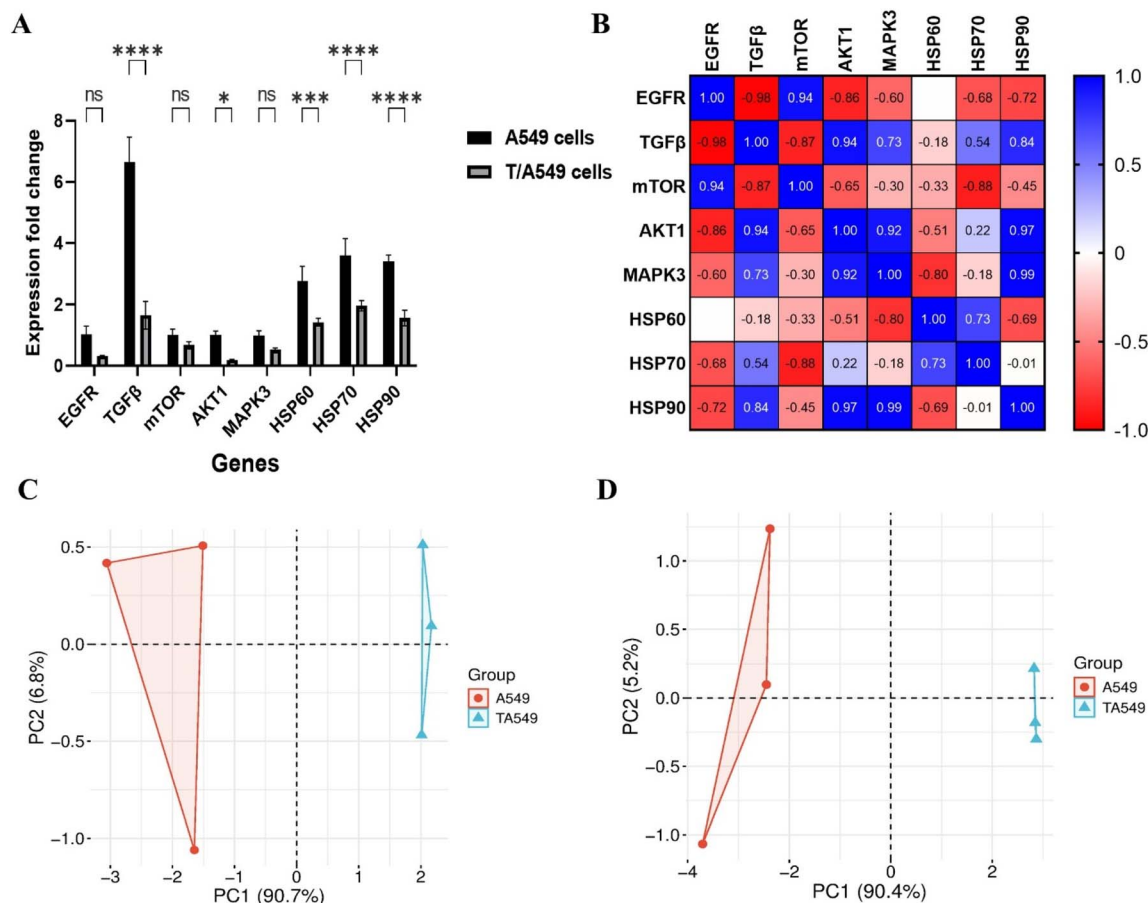 A
**** ****
ns ns * ns *** ****
8
6
4
2
0
Expression fold change
EGFR TGFβ mTOR AKT1 MAPK3 HSP60 HSP70 HSP90
Genes
A549 cells
T/A549 cells
B
EGFR TGFβ mTOR AKT1 MAPK3 HSP60 HSP70 HSP90
EGFR 1.00 -0.98 0.94 -0.86 -0.60 -0.68 -0.72
TGFβ -0.98 1.00 -0.87 0.94 0.73 -0.18 0.54 0.84
mTOR 0.94 -0.87 1.00 -0.65 -0.30 -0.33 -0.88 -0.45
AKT1 -0.86 0.94 -0.65 1.00 0.92 -0.51 0.22 0.97
MAPK3 -0.60 0.73 -0.30 0.92 1.00 -0.80 -0.18 0.99
HSP60 -0.18 -0.33 -0.51 -0.80 1.00 0.73 -0.69
HSP70 -0.68 0.54 -0.88 0.22 -0.18 0.73 1.00 -0.01
HSP90 -0.72 0.84 -0.45 0.97 0.99 -0.69 -0.01 1.00
1.0
0.5
0
-0.5
-1.0
C
0.5
0.0
−0.5
−1.0
PC2 (6.8%)
−3 −2 −1 0 1 2
PC1 (90.7%)
Group
A549
TA549
D
1.0
0.5
0.0
−0.5
−1.0
PC2 (5.2%)
−4 −2 0 2
PC1 (90.4%)
Group
A549
TA549